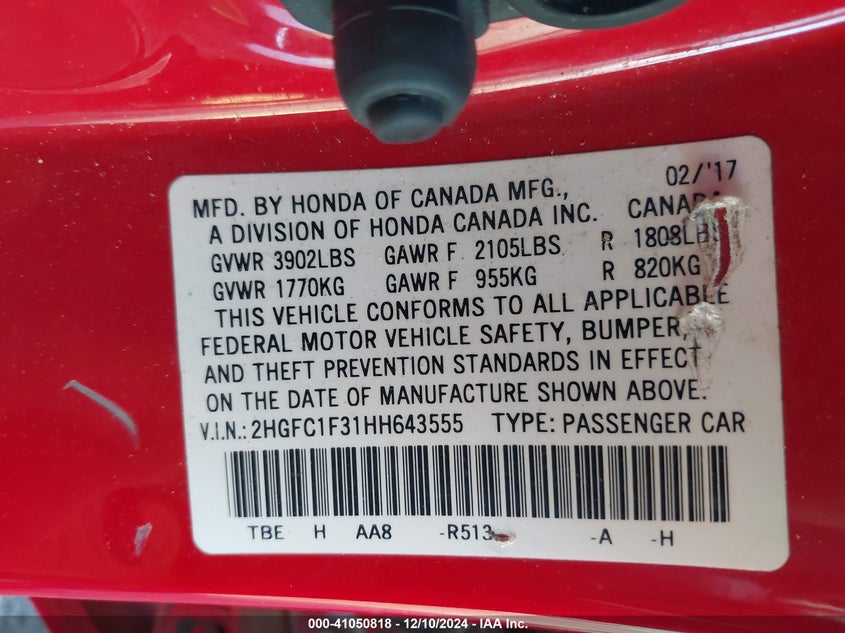 02/'17
MFD. BY HONDA OF CANADA MFG., CANADA
A DIVISION OF HONDA CANADA INC.
GVWR 3902LBS GAWR F 2105LBS R 1808LBS
GVWR 1770KG GAWR F 955KG R 820KG
THIS VEHICLE CONFORMS TO ALL APPLICABLE
FEDERAL MOTOR VEHICLE SAFETY, BUMPER,
AND THEFT PREVENTION STANDARDS IN EFFECT
ON THE DATE OF MANUFACTURE SHOWN ABOVE.
V.I.N.: 2HGFC1F31HH643555 TYPE: PASSENGER CAR
TBE H AA8 -R513 -A -H
000-41050818 - 12/10/2024 - IAA Inc.